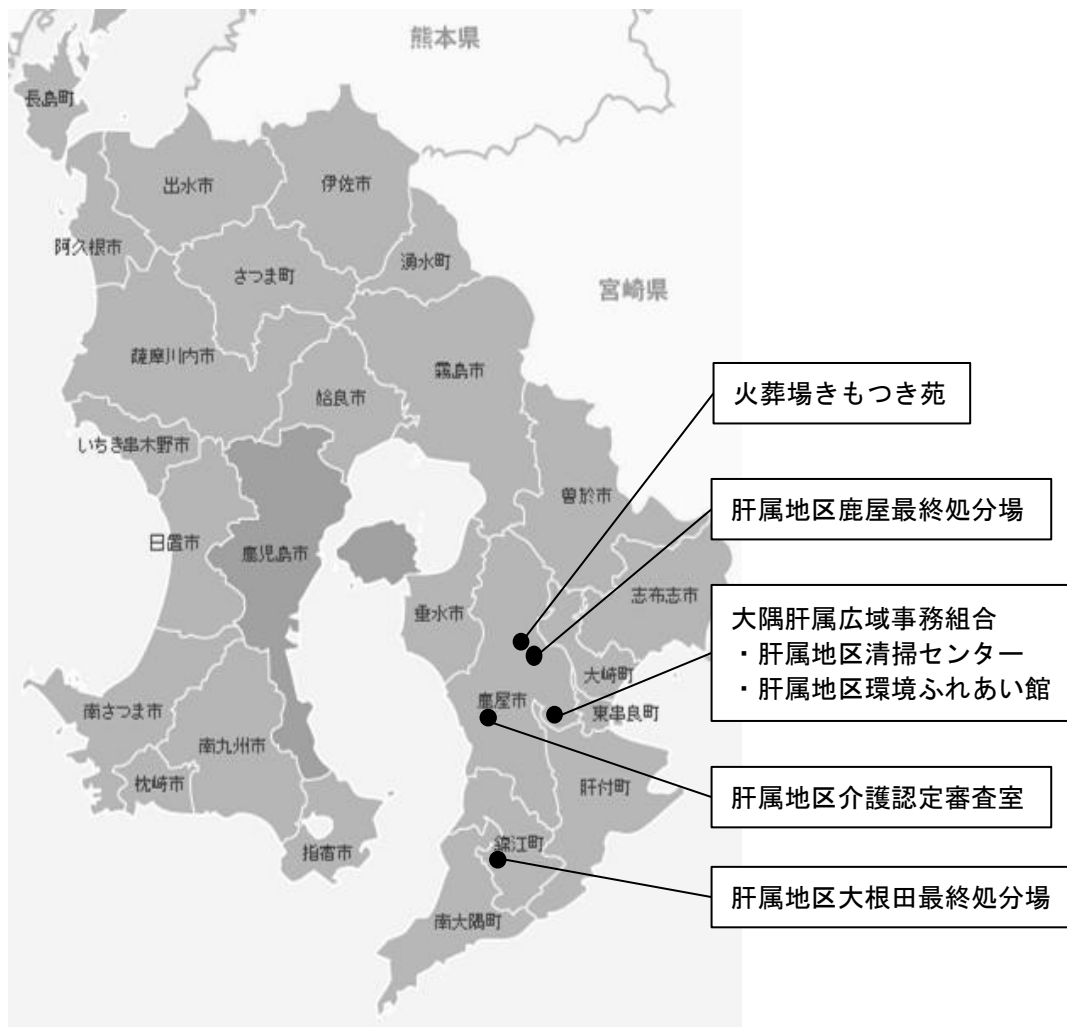 熊本県
長島町
出水市
伊佐市
阿久根市
湧水町
さつま町
宮崎県
薩摩川内市
霧島市
姶良市
いちき串木野市
曽於市
日置市
鹿児島市
志布志市
垂水市
大崎町
鹿屋市
東串良町
南さつま市
南九州市
枕崎市
肝付町
指宿市
錦江町
南大隅町
火葬場きもつき苑
肝属地区鹿屋最終処分場
大隅肝属広域事務組合
・肝属地区清掃センター
・肝属地区環境ふれあい館
肝属地区介護認定審査室
肝属地区大根田最終処分場